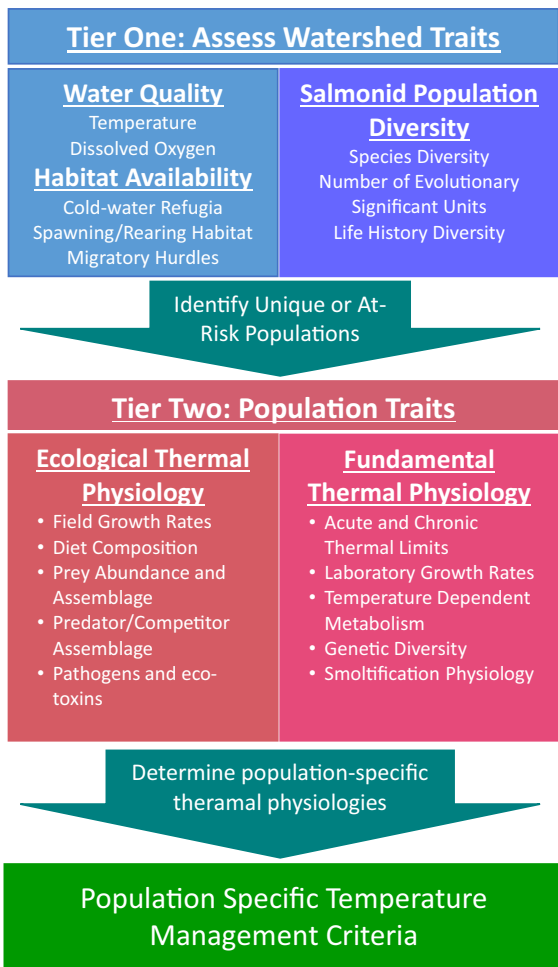 Tier One: Assess Watershed Traits
Water Quality
Temperature
Dissolved Oxygen
Habitat Availability
Cold-water Refugia
Spawning/Rearing Habitat
Migratory Hurdles
Salmonid Population
Diversity
Species Diversity
Number of Evolutionary
Significant Units
Life History Diversity
Identify Unique or At-
Risk Populations
Tier Two: Population Traits
Ecological Thermal
Physiology
• Field Growth Rates
• Diet Composition
• Prey Abundance and
Assemblage
• Predator/Competitor
Assemblage
• Pathogens and eco-
toxins
Fundamental
Thermal Physiology
• Acute and Chronic
Thermal Limits
• Laboratory Growth Rates
• Temperature Dependent
Metabolism
• Genetic Diversity
• Smoltification Physiology
Determine population-specific
theramal physiologies
Population Specific Temperature
Management Criteria